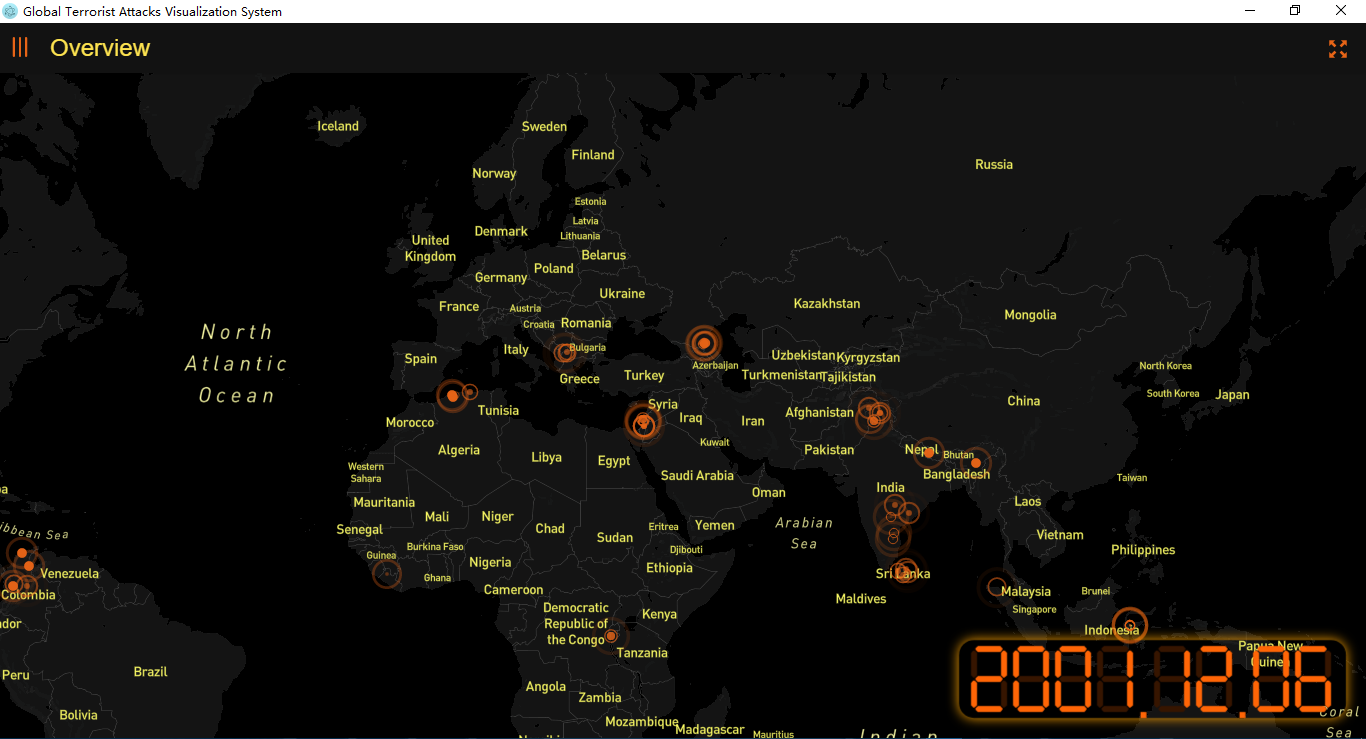 Global Terrorist Attacks Visualization System
Overview
Iceland
Sweden
Finland
Russia
Norway
Estonia
Latvia
Lithuania
Denmark
United
Kingdom
Belarus
Poland
Germany
Ukraine
France
Austria
Kazakhstan
Mongolia
Croatia
Romania
North
Atlantic
Ocean
Italy
Bulgaria
Spain
Uzbekistan
Kyrgyzstan
Azerbaijan
North Korea
Greece
Turkey
Turkmenistan
Tajikistan
South Korea
Japan
China
Syria
Tunisia
Iraq
Iran
Afghanistan
Morocco
Kuwait
Algeria
Libya
Egypt
Pakistan
Nepal
Bhutan
Western
Sahara
Saudi Arabia
Bangladesh
Taiwan
India
Oman
Mauritania
Laos
Mali
Niger
Chad
Eritrea
Yemen
Arabian
Sea
Senegal
Sudan
Vietnam
ibbean Sea
Burkina Faso
Djibouti
Philippines
Guinea
Nigeria
Ethiopia
Venezuela
Ghana
Sri Lanka
Cameroon
Colombia
Maldives
Malaysia
Brunei
Singapore
Democratic
Republic of
the Congo
Kenya
dor
Indonesia
Tanzania
Papua New
Guinea
Peru
Brazil
Angola
Zambia
2001.12.06
Bolivia
Mozambique
Madagascar
Mauritius
Indian
Coral
Sea